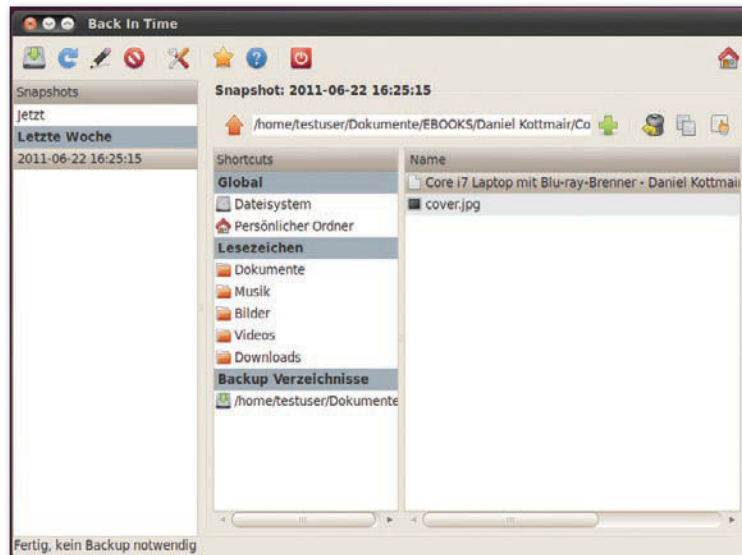 Back In Time
Snapshots
Jetzt
Letzte Woche
2011-06-22 16:25:15
Snapshot: 2011-06-22 16:25:15
/home/testuser/Dokumente/EBOOKS/Daniel Kottmair/Co
Shortcuts
Global
Dateisystem
Persönlicher Ordner
Lesezeichen
Dokumente
Musik
Bilder
Videos
Downloads
Backup Verzeichnisse
/home/testuser/Dokumente
Name
Core i7 Laptop mit Blu-ray-Brenner - Daniel Kottmair
cover.jpg
Fertig, kein Backup notwendig